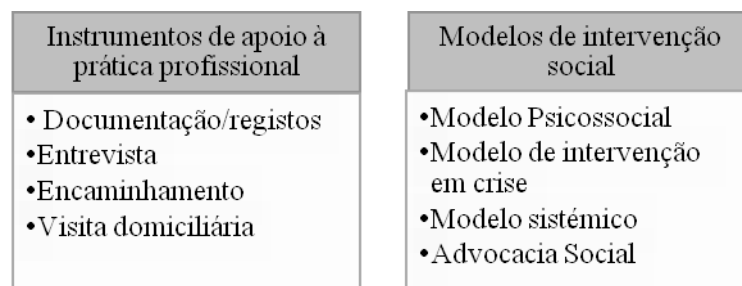 Instrumentos de apoio à
prática profissional
• Documentação/registos
•Entrevista
•Encaminhamento
•Visita domiciliária
Modelos de intervenção
social
•Modelo Psicossocial
•Modelo de intervenção
em crise
•Modelo sistémico
•Advocacia Social